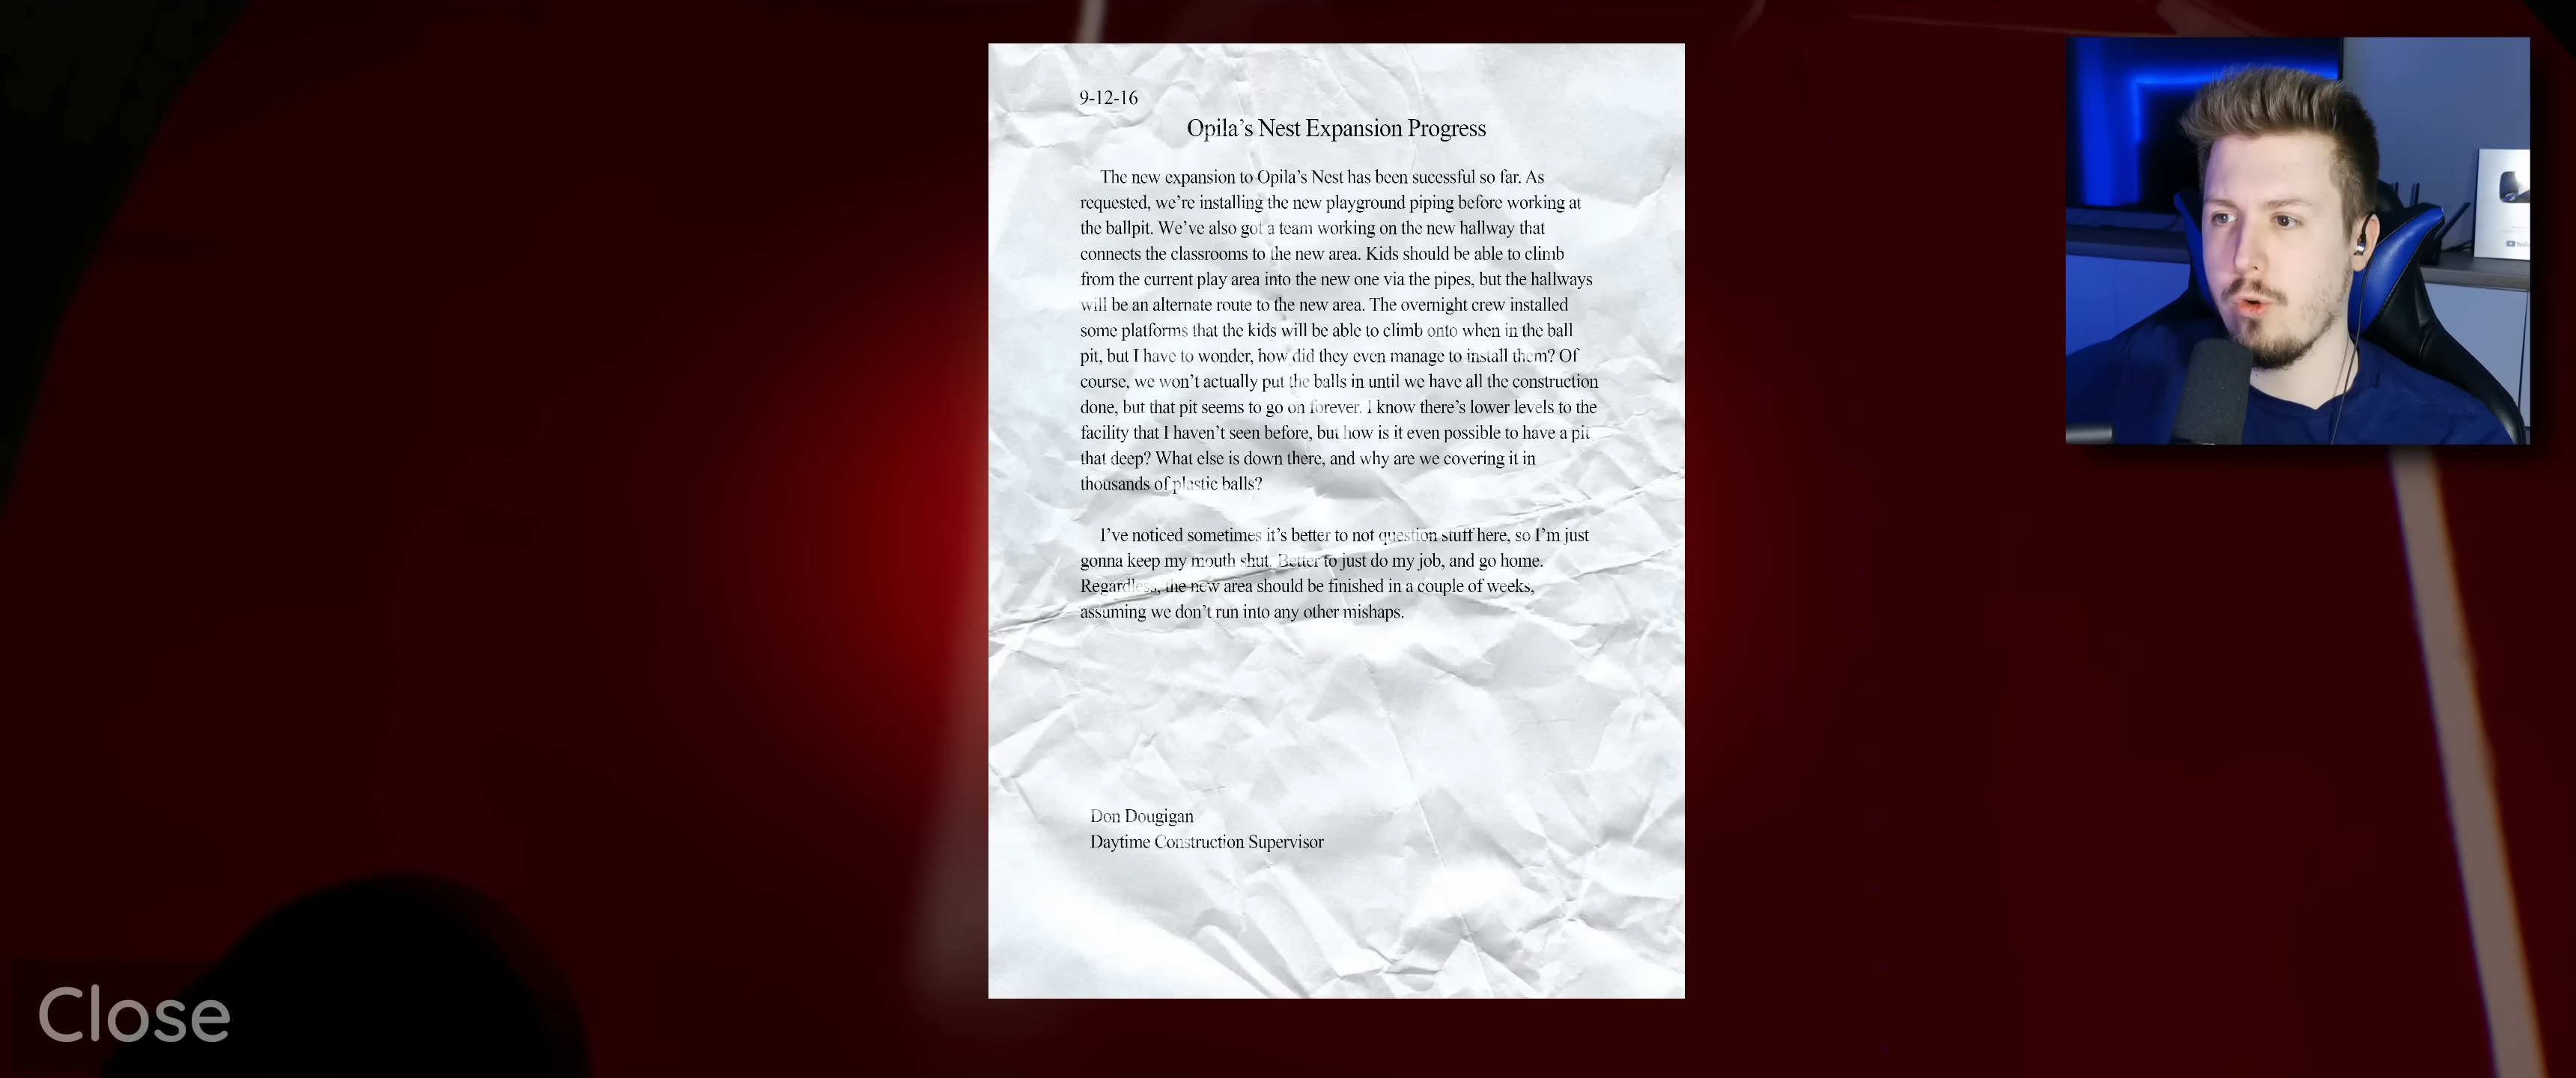 9-12-16
Opila's Nest Expansion Progress
The new expansion to Opila's Nest has been sucessful so far. As
requested, we're installing the new playground piping before working at
the ballpit. We've also got a team working on the new hallway that
connects the classrooms to the new area. Kids should be able to climb
from the current play area into the new one via the pipes, but the hallways
will be an alternate route to the new area. The overnight crew installed
some platforms that the kids will be able to climb onto when in the ball
pit, but I have to wonder, how did they even manage to install them? Of
course, we won't actually put the balls in until we have all the construction
done, but that pit seems to go on forever. I know there's lower levels to the
facility that I haven't seen before, but how is it even possible to have a pit
that deep? What else is down there, and why are we covering it in
thousands of plastic balls?
I've noticed sometimes it's better to not question stuff here, so I'm just
gonna keep my mouth shut. Better to just do my job, and go home.
Regardless, the new area should be finished in a couple of weeks,
assuming we don't run into any other mishaps.
Don Dougigan
Daytime Construction Supervisor
Close